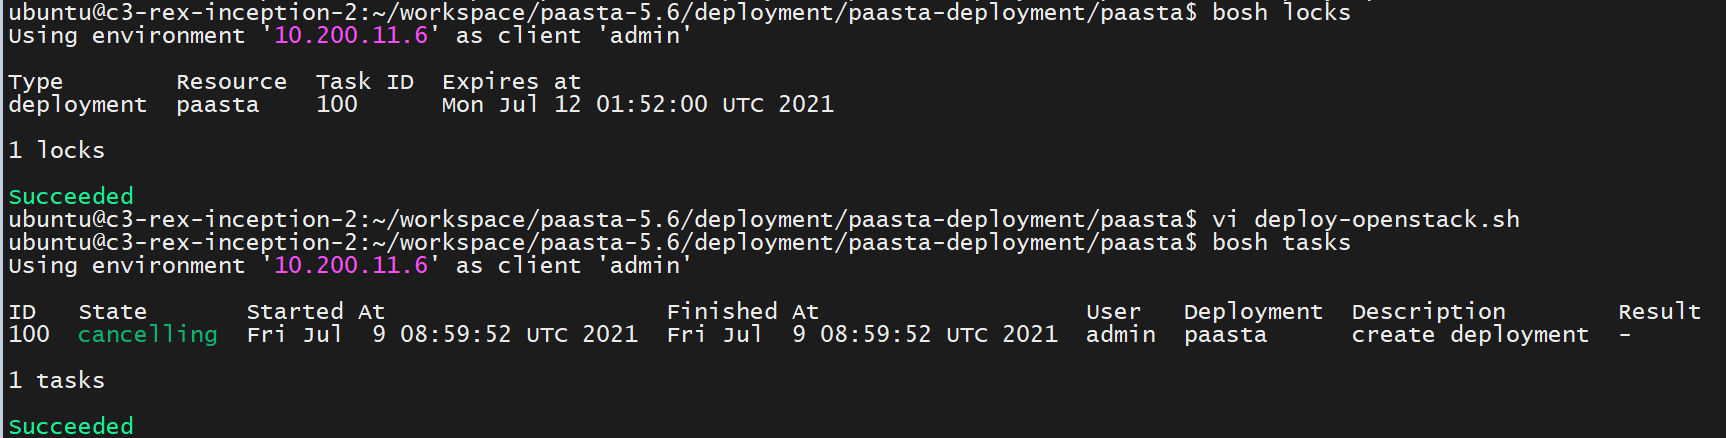 ubuntu@c3-rex-inception-2:~/workspace/paasta-5.6/deployment/paasta-deployment/paasta$ bosh locks
Using environment '10.200.11.6' as client 'admin'
Type Resource Task ID Expires at
deployment paasta 100 Mon Jul 12 01:52:00 UTC 2021
1 locks
Succeeded
ubuntu@c3-rex-inception-2:~/workspace/paasta-5.6/deployment/paasta-deployment/paasta$ vi deploy-openstack.sh
ubuntu@c3-rex-inception-2:~/workspace/paasta-5.6/deployment/paasta-deployment/paasta$ bosh tasks
Using environment '10.200.11.6' as client 'admin'
ID State Started At Finished At User Deployment Description Result
100 cancelling Fri Jul 9 08:59:52 UTC 2021 Fri Jul 9 08:59:52 UTC 2021 admin paasta create deployment -
1 tasks
Succeeded